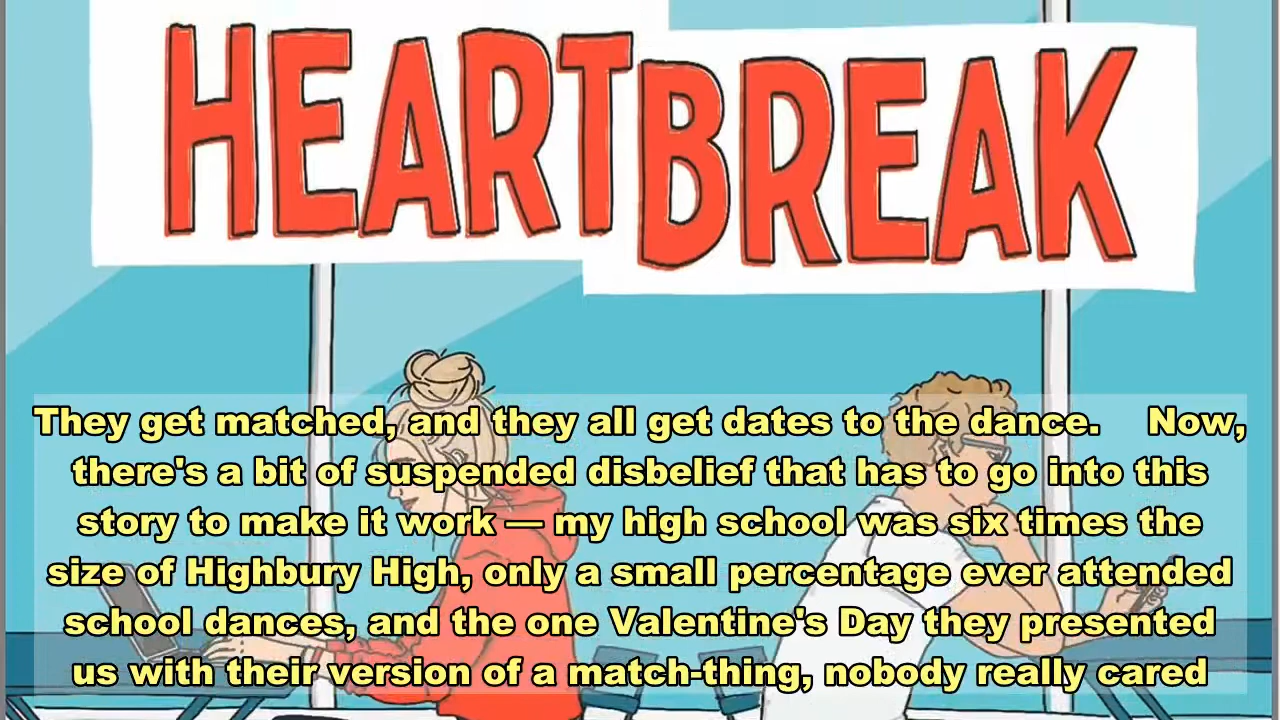 HEARTBREAK
They get matched, and they all get dates to the dance. Now,
there's a bit of suspended disbelief that has to go into this
story to make it work — my high school was six times the
size of Highbury High, only a small percentage ever attended
school dances, and the one Valentine's Day they presented
us with their version of a match-thing, nobody really cared